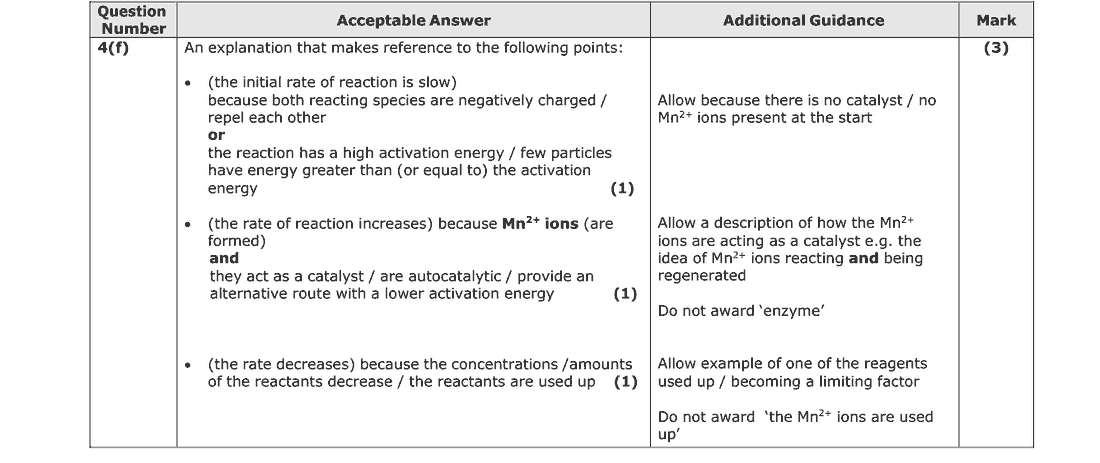 Question Number
Acceptable Answer
Additional Guidance
Mark
4(f)
An explanation that makes reference to the following points:
(3)
• (the initial rate of reaction is slow)
because both reacting species are negatively charged /
repel each other
or
the reaction has a high activation energy / few particles
have energy greater than (or equal to) the activation
energy (1)
Allow because there is no catalyst / no
Mn²⁺ ions present at the start
• (the rate of reaction increases) because Mn²⁺ ions (are
formed)
and
they act as a catalyst / are autocatalytic / provide an
alternative route with a lower activation energy (1)
Allow a description of how the Mn²⁺
ions are acting as a catalyst e.g. the
idea of Mn²⁺ ions reacting and being
regenerated
Do not award ‘enzyme’
• (the rate decreases) because the concentrations /amounts
of the reactants decrease / the reactants are used up (1)
Allow example of one of the reagents
used up / becoming a limiting factor
Do not award ‘the Mn²⁺ ions are used
up’